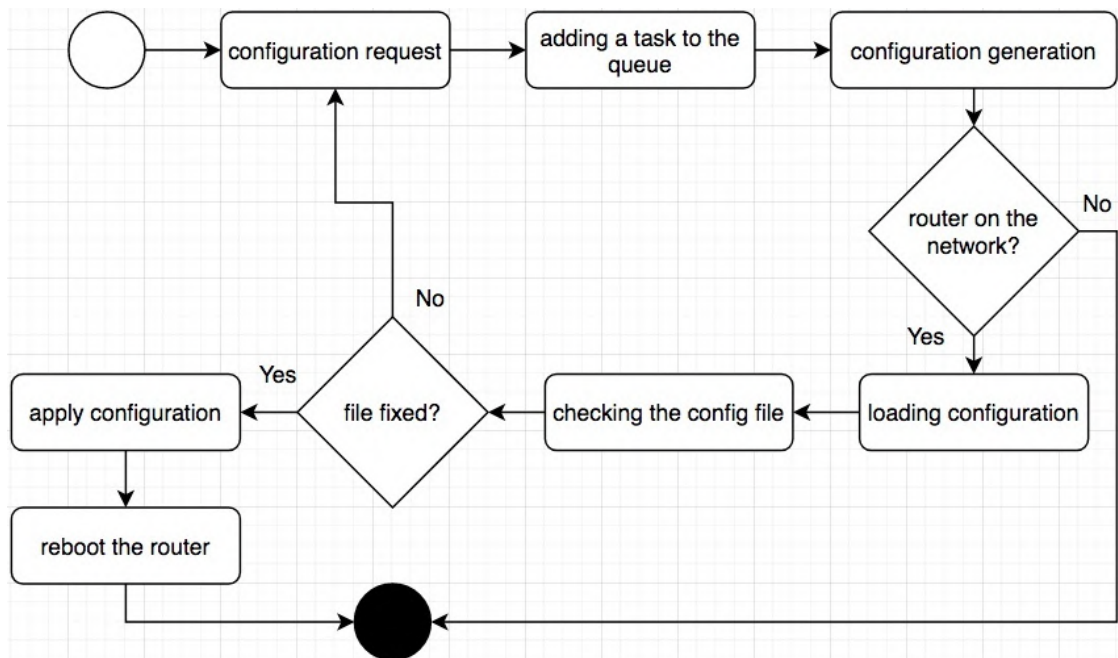 configuration request
adding a task to the
queue
configuration generation
router on the
network?
No
Yes
No
Yes
apply configuration
file fixed?
checking the config file
loading configuration
reboot the router